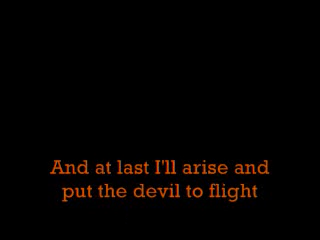 And at last I'll arise and
put the devil to flight